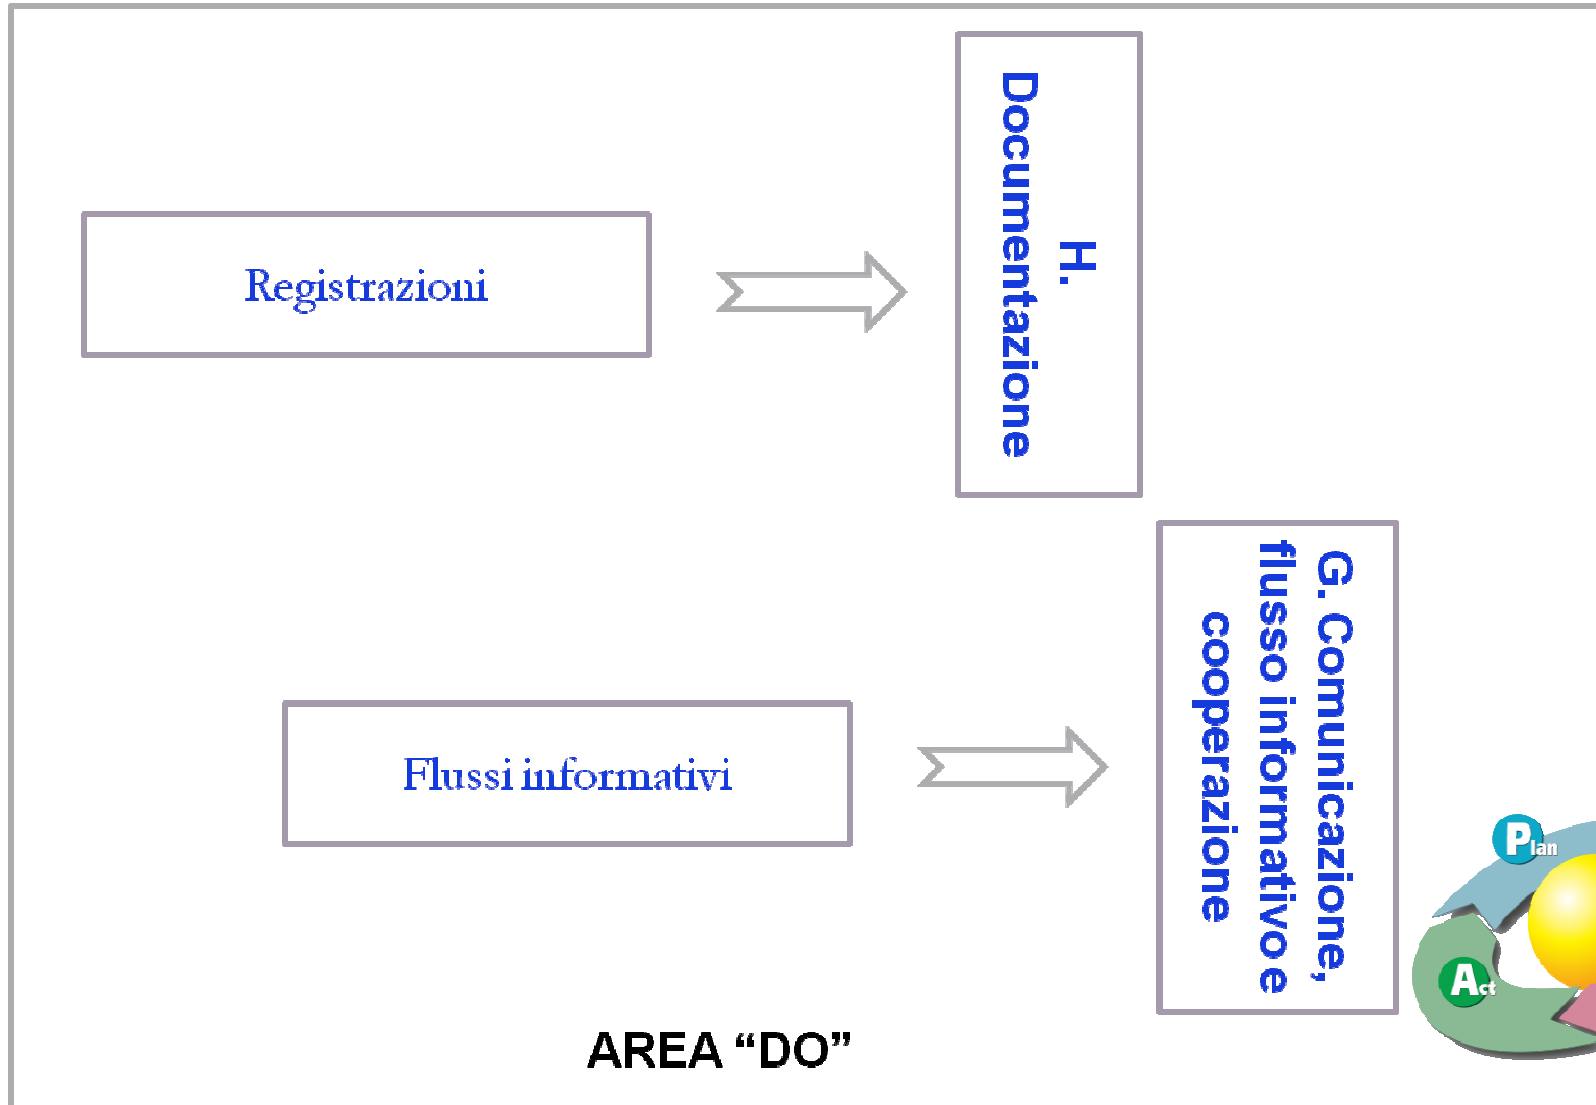 H.
Documentazione
Registrazioni
G. Comunicazione,
flusso informativo e
cooperazione
Flussi informativi
Plan
Act
AREA “DO”